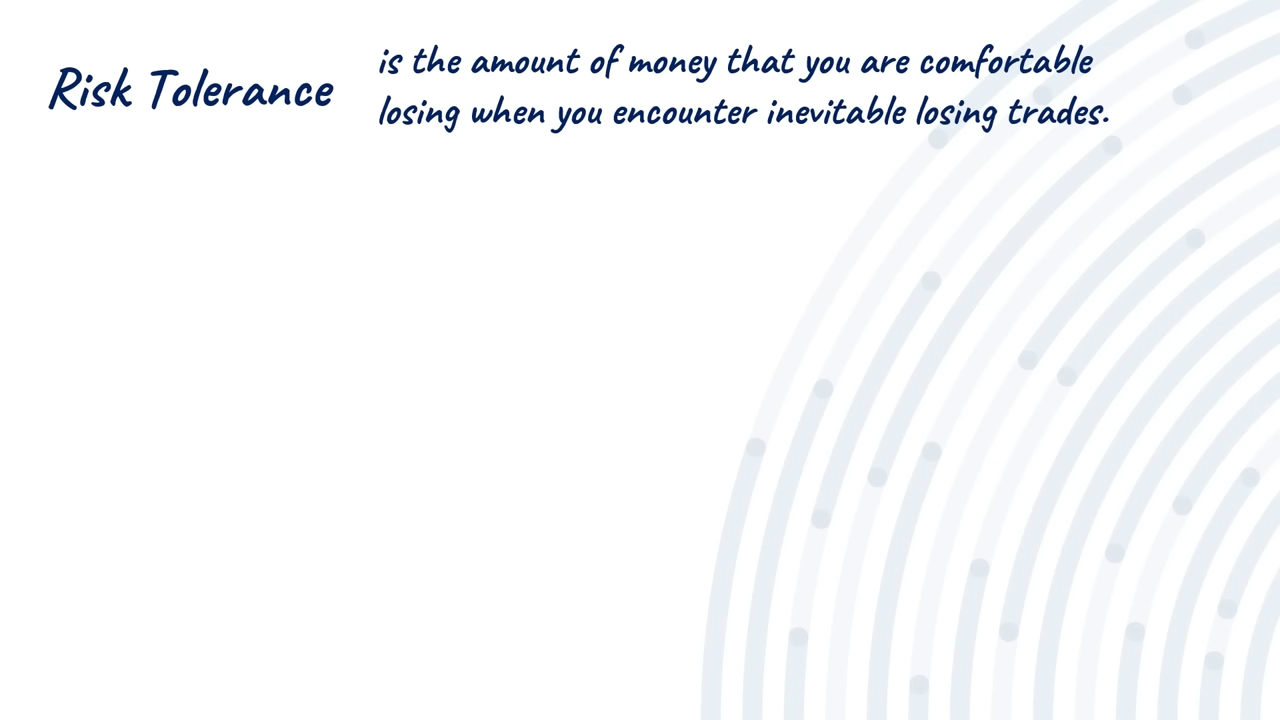 Risk Tolerance
is the amount of money that you are comfortable
losing when you encounter inevitable losing trades.